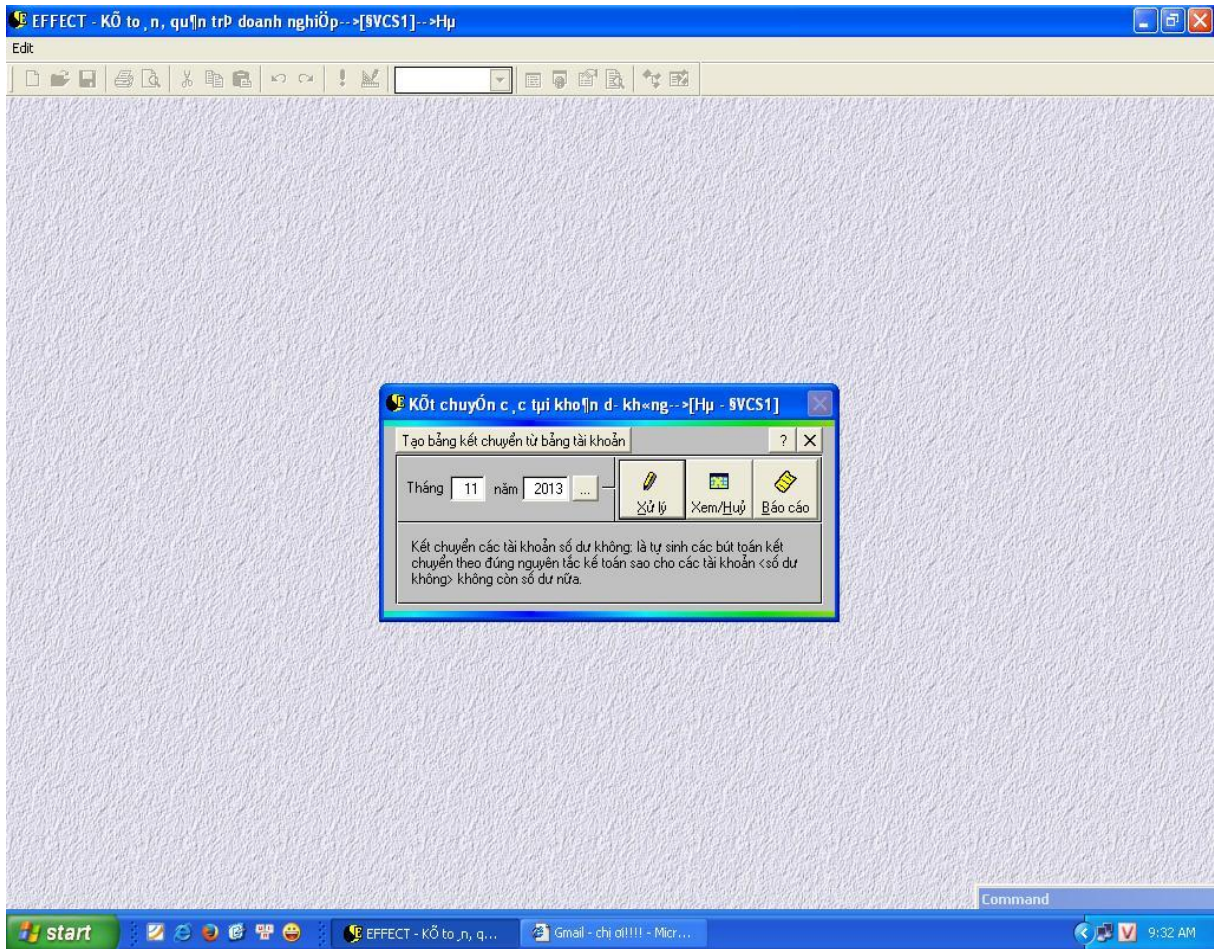 EFFECT - KÕ to¸n, qu¶n trÞ doanh nghiÖp-->[§VCS1]-->Hµ
Edit
KÕt chuyÓn c¸c tµi kho¶n d- kh«ng-->[Hµ - §VCS1]
Tạo bảng kết chuyển từ bảng tài khoản ?
Tháng 11 năm 2013 ... Xử lý Xem/Huỷ Báo cáo
Kết chuyển các tài khoản số dư không: là tự sinh các bút toán kết
chuyển theo đúng nguyên tắc kế toán sao cho các tài khoản <số dư
không> không còn số dư nữa.
Command
start EFFECT - KÕ to¸n, q... Gmail - chị ơi!!!! - Micr... V 9:32 AM